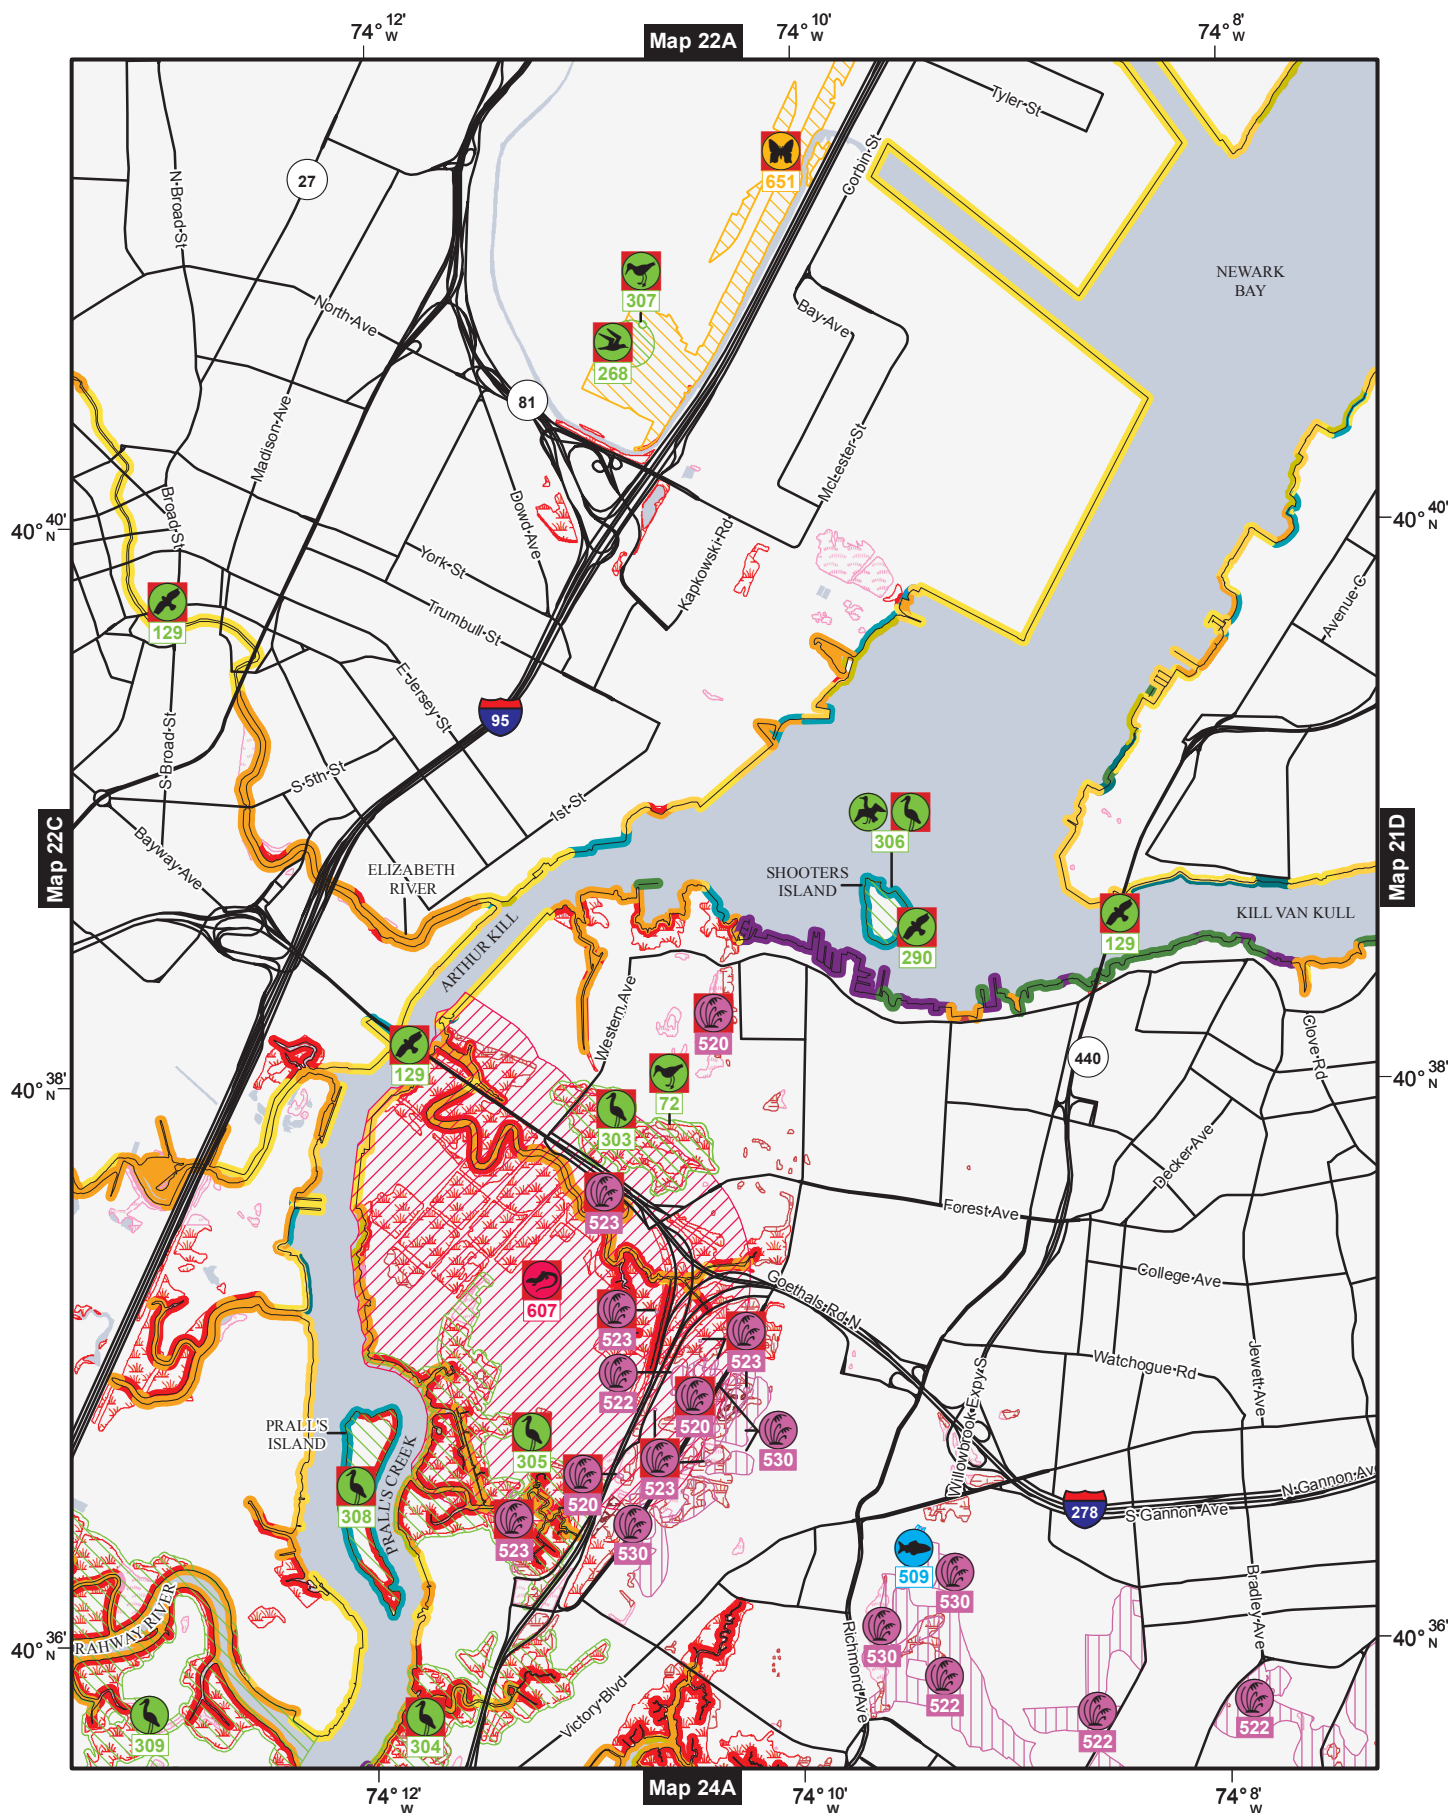 74° 12' W
Map 22A
74° 10' W
74° 8' W
Tyler St
27
N Broad St
Corbin St
651
NEWARK
BAY
307
North Ave
Bay Ave
268
81
Madison Ave
McLester St
Broad St
Dowd Ave
40° 40' N
40° 40' N
Kapkowski Rd
York St
Avenue C
129
Trumbull St
E Jersey St
95
S Broad St
S 5th St
1st St
Map 22C
Map 21D
306
Bayway Ave
ELIZABETH
RIVER
SHOOTERS
ISLAND
129
KILL VAN KULL
ARTHUR KILL
290
Western Ave
520
440
Clove Rd
129
72
40° 38' N
40° 38' N
303
Decker Ave
523
Forest Ave
607
College Ave
Goethals Rd N
523
523
Watchogue Rd
Jewett Ave
522
Willowbrook Expy S
520
PRALL'S
ISLAND
PRALL'S CREEK
305
530
523
520
N Gannon Ave
308
278
S Gannon Ave
523
530
509
530
Bradley Ave
RAHWAY RIVER
530
40° 36' N
40° 36' N
Richmond Ave
522
Victory Blvd
309
304
522
522
74° 12' W
Map 24A
74° 10' W
74° 8' W